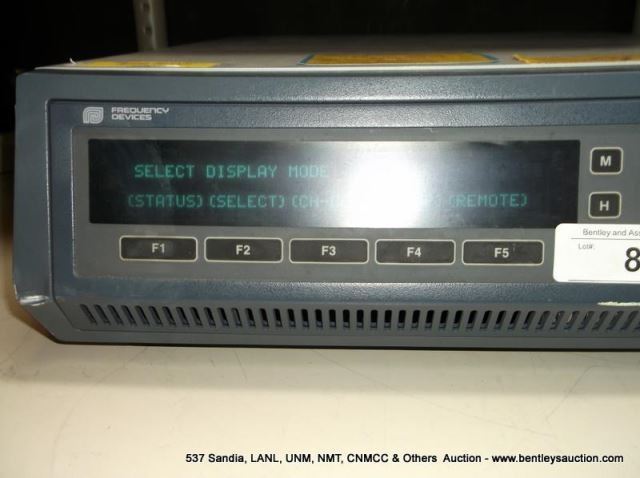 FREQUENCY
DEVICES
SELECT DISPLAY MODE
(STATUS) (SELECT) (CH- (REMOTE)
M
H
F1 F2 F3 F4 F5
Bentley and Ass
Lot#:
8
537 Sandia, LANL, UNM, NMT, CNMCC & Others Auction - www.bentleysauction.com